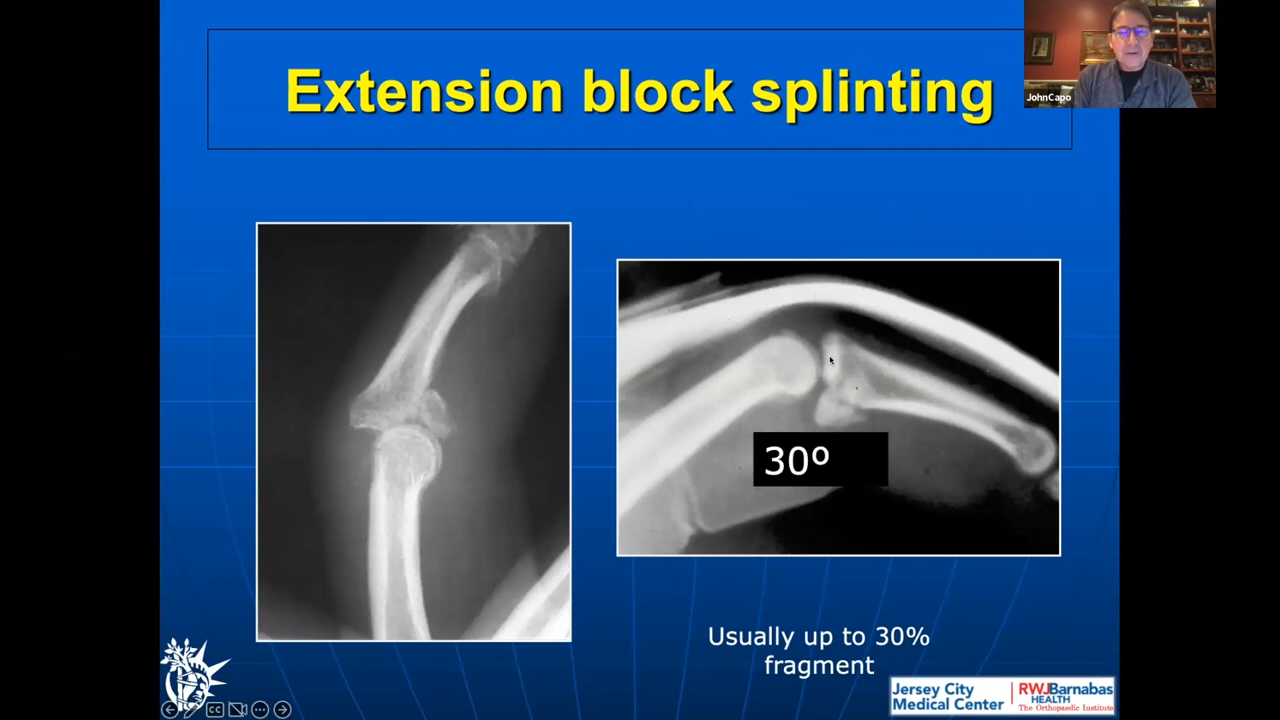 Extension block splinting
JohnCapo
30º
Usually up to 30%
fragment
Jersey City
Medical Center
RWJBarnabas
HEALTH
The Orthopaedic Institute
CC